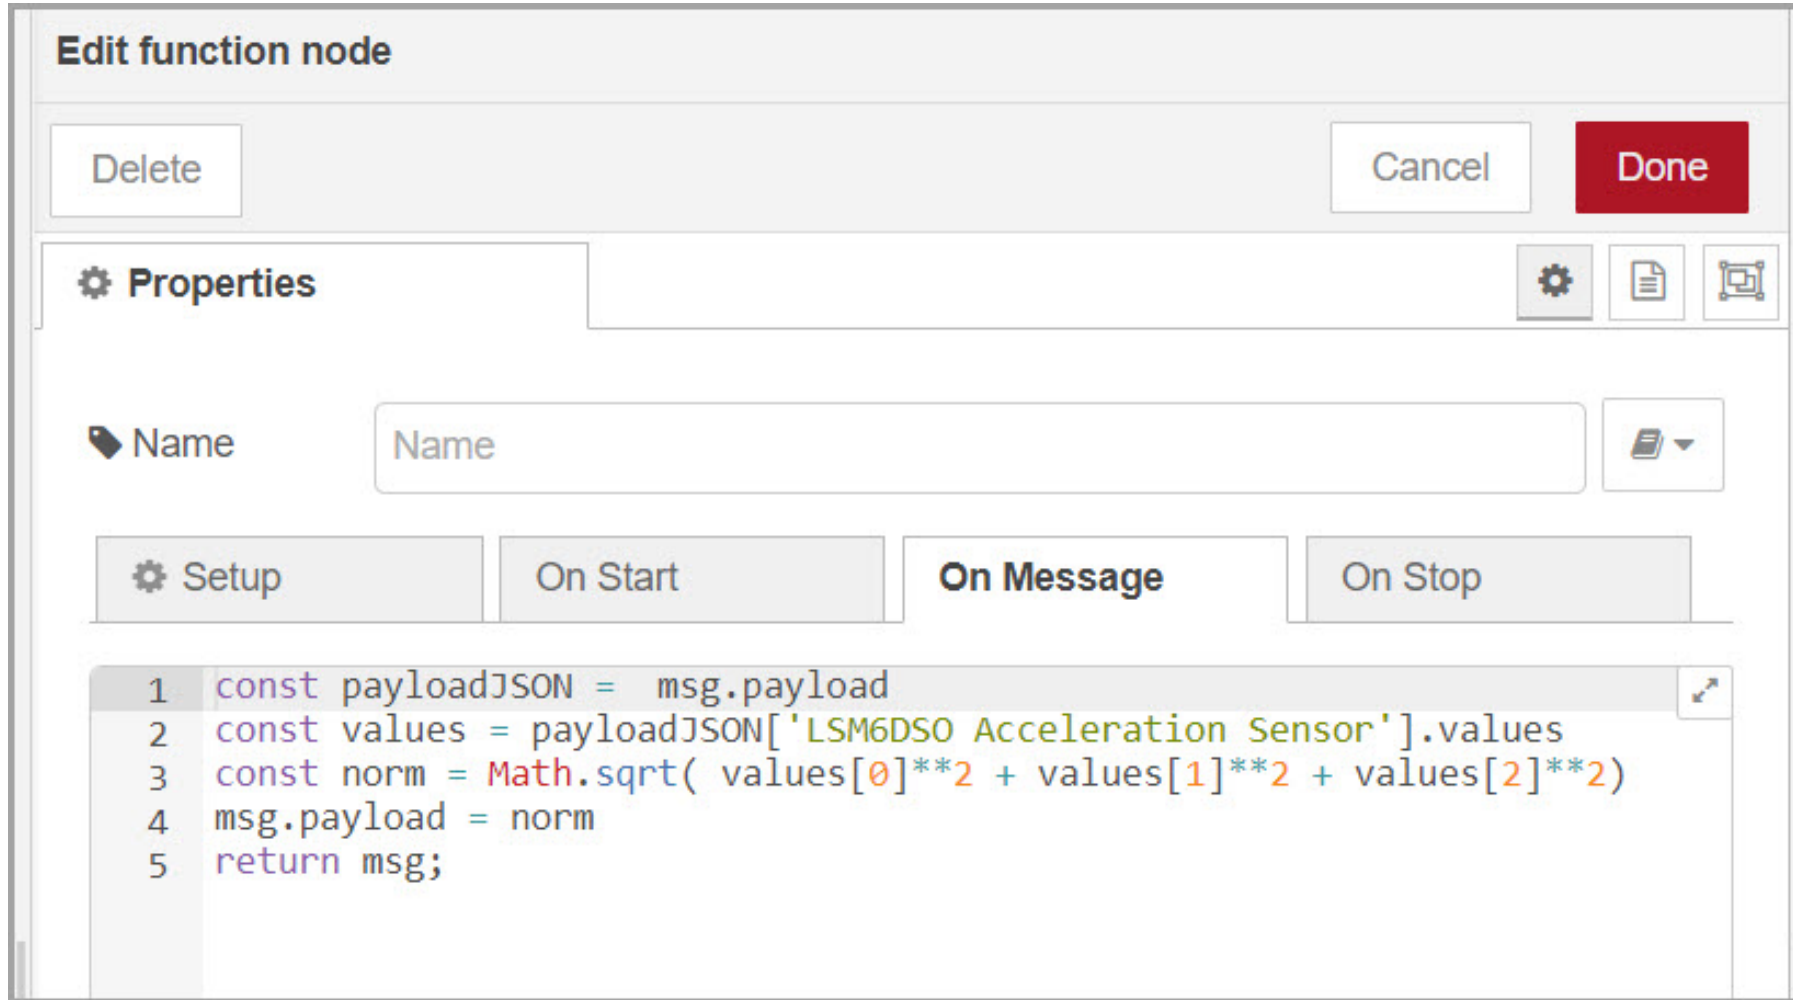 Edit function node
Delete Cancel Done
Properties
Name Name
Setup On Start On Message On Stop
1 const payloadJSON =  msg.payload
2 const values = payloadJSON['LSM6DSO Acceleration Sensor'].values
3 const norm = Math.sqrt( values[0]**2 + values[1]**2 + values[2]**2)
4 msg.payload = norm
5 return msg;